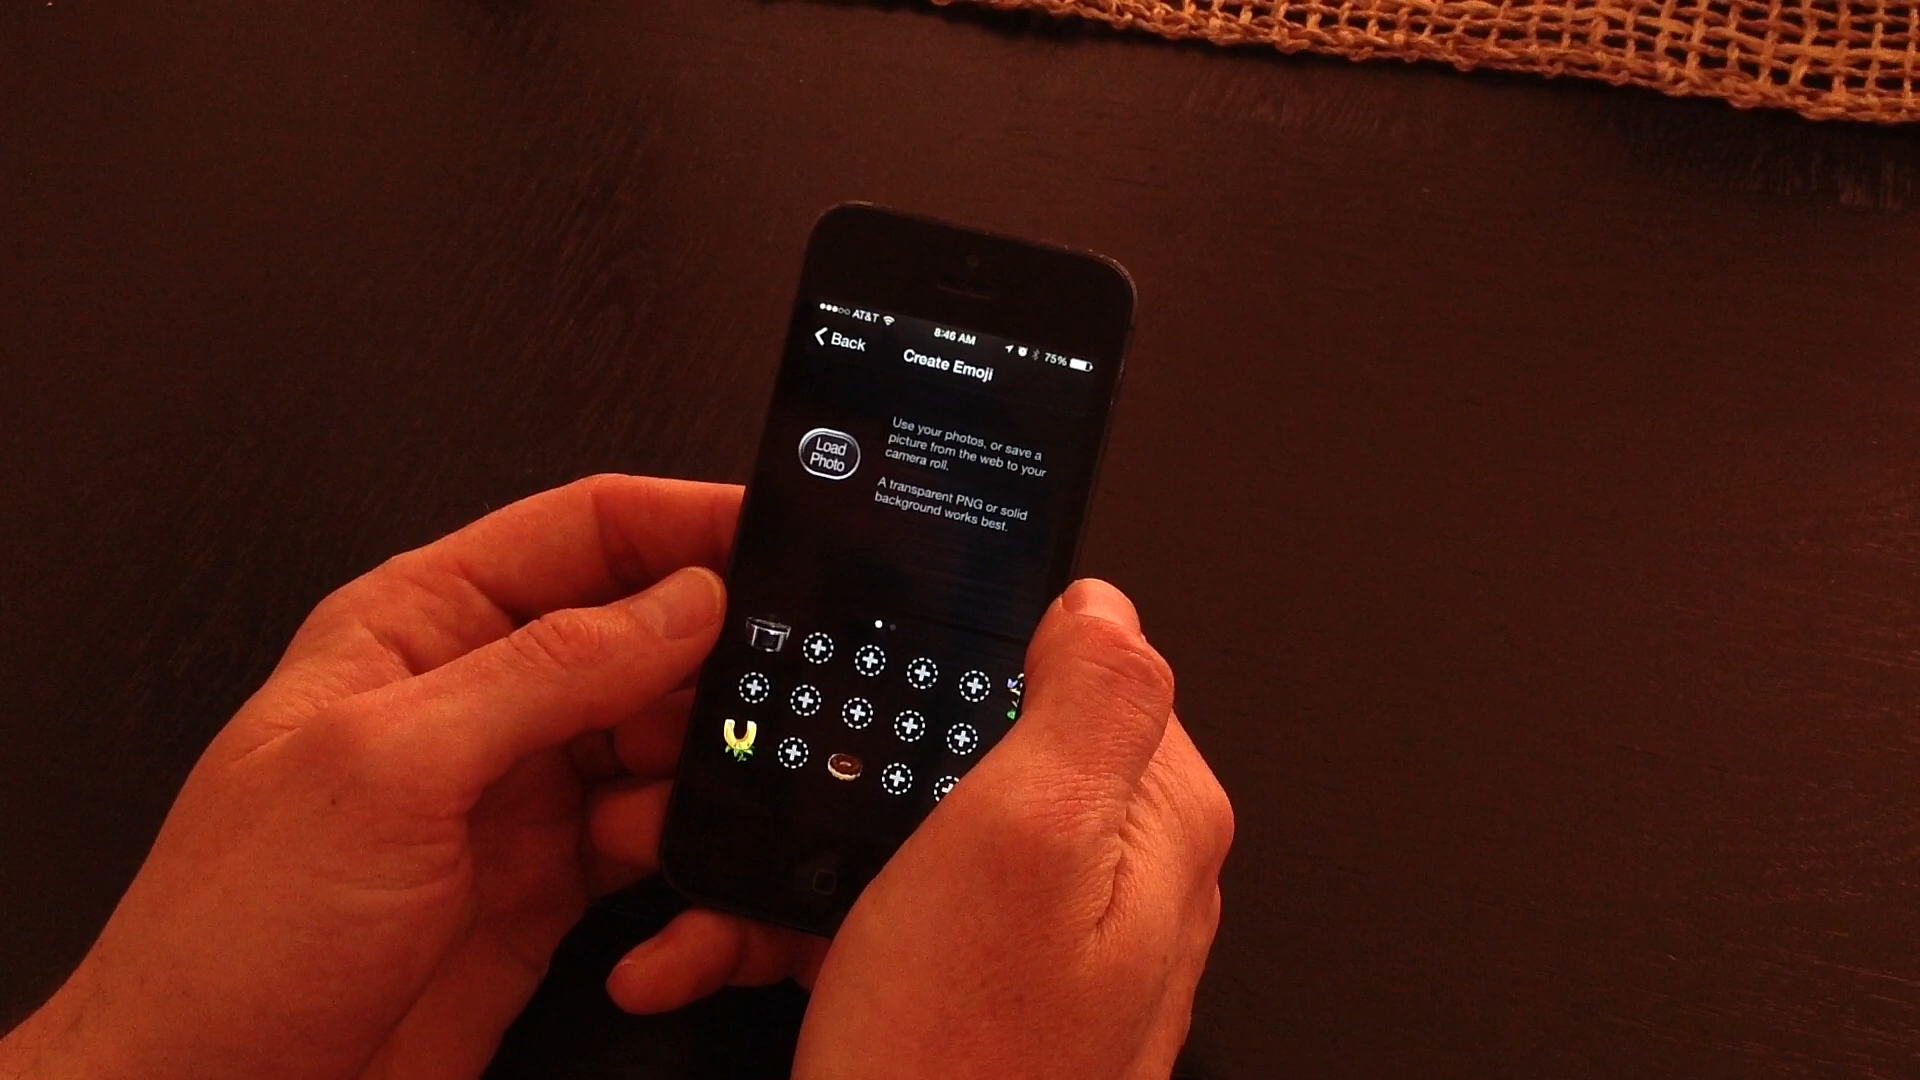 AT&T 8:46 AM 75%
Back
Create Emoji
Load
Photo
Use your photos, or save a
picture from the web to your
camera roll.
A transparent PNG or solid
background works best.